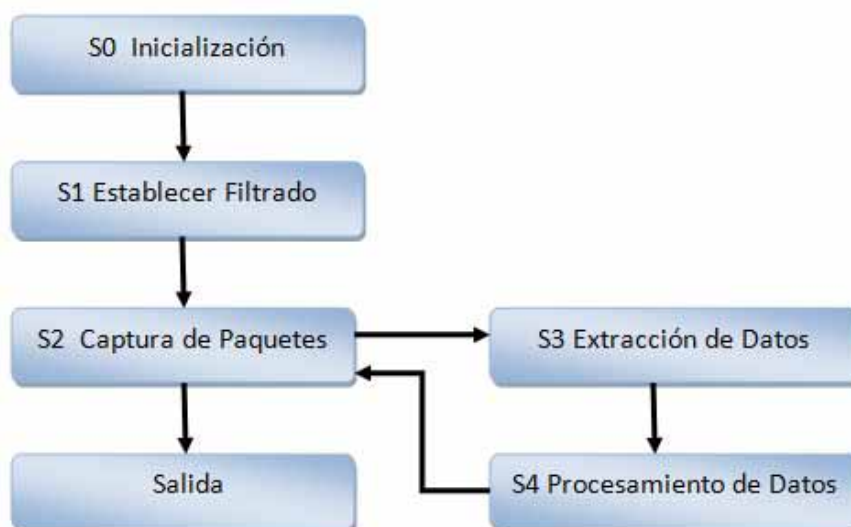 S0 Inicialización
S1 Establecer Filtrado
S2 Captura de Paquetes
S3 Extracción de Datos
Salida
S4 Procesamiento de Datos